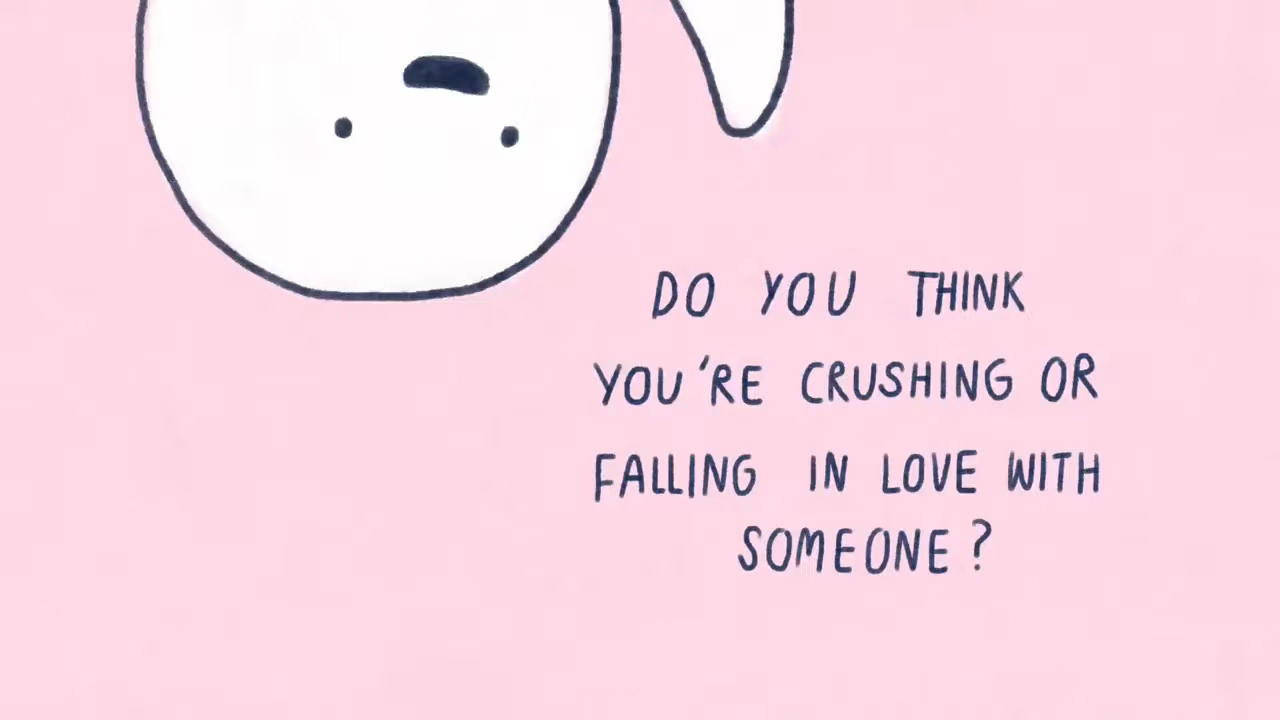 DO YOU THINK
YOU'RE CRUSHING OR
FALLING IN LOVE WITH
SOMEONE?